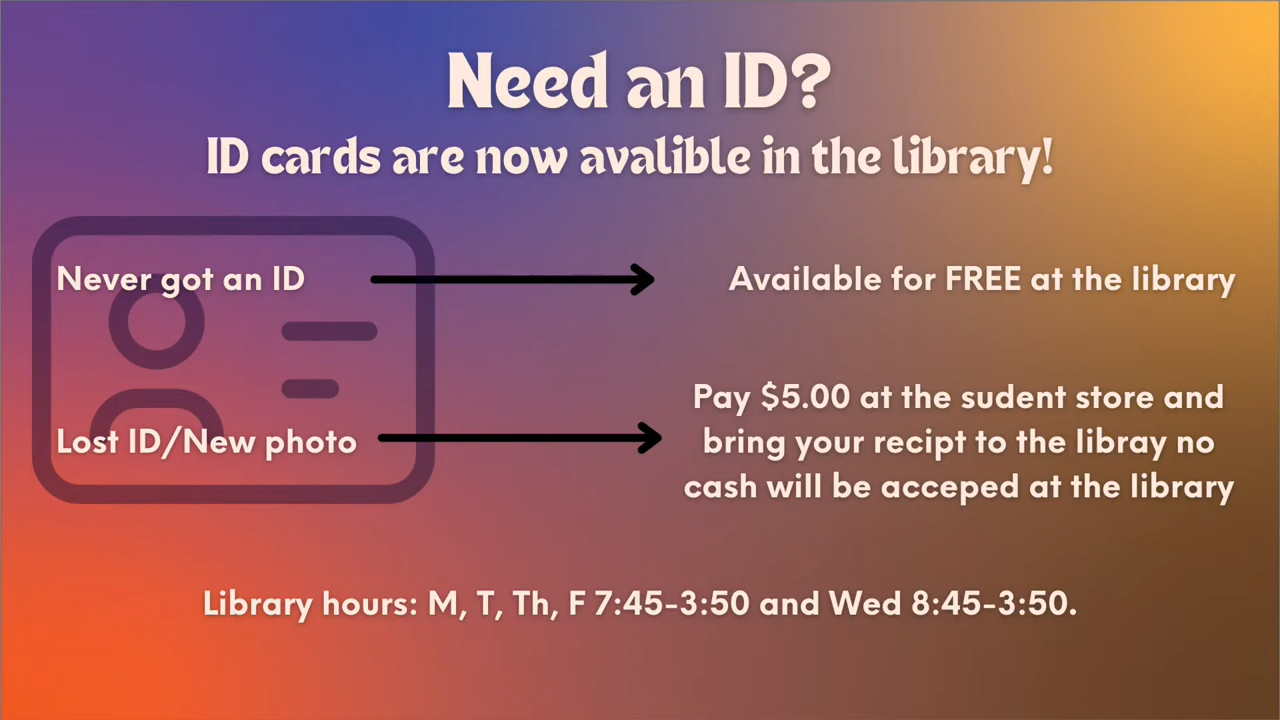 Need an ID?
ID cards are now avalible in the library!
Never got an ID
Available for FREE at the library
Lost ID/New photo
Pay $5.00 at the sudent store and
bring your recipt to the libray no
cash will be acceped at the library
Library hours: M, T, Th, F 7:45-3:50 and Wed 8:45-3:50.